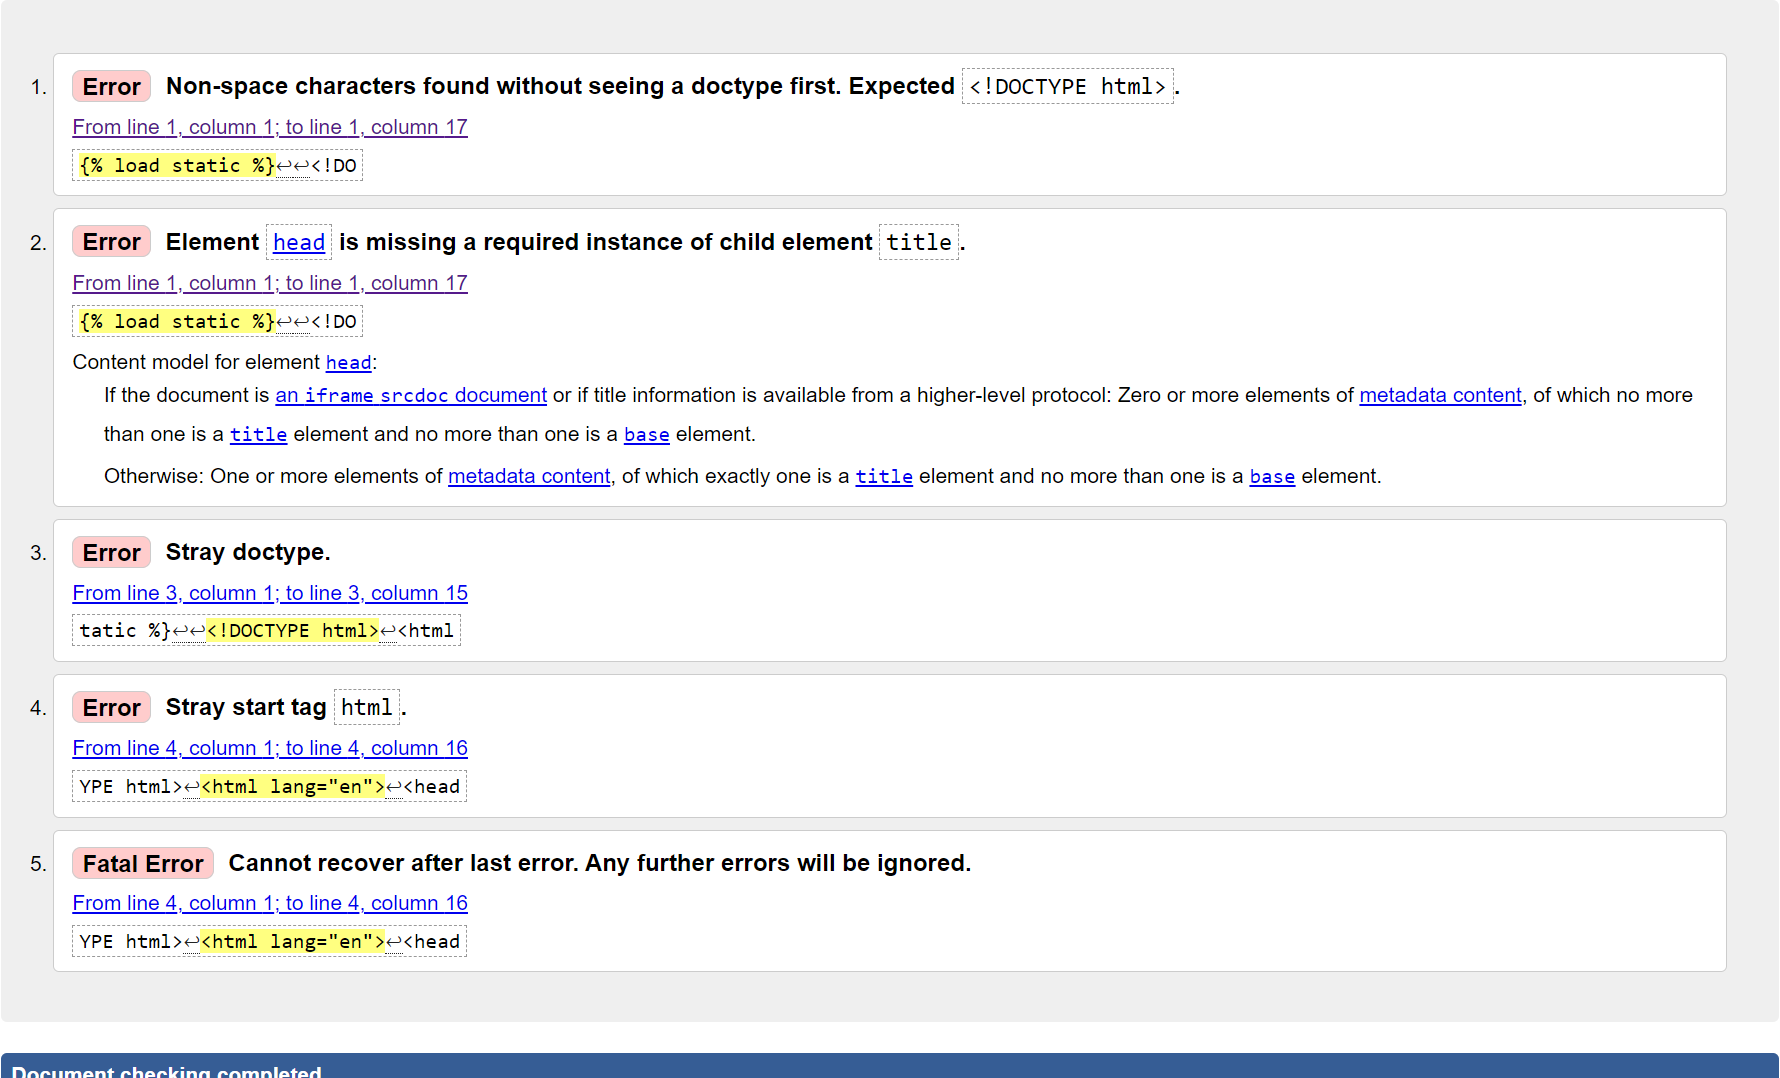 1. Error Non-space characters found without seeing a doctype first. Expected <!DOCTYPE html>.
From line 1, column 1; to line 1, column 17
{% load static %}↩↩<!DO
2. Error Element head is missing a required instance of child element title.
From line 1, column 1; to line 1, column 17
{% load static %}↩↩<!DO
Content model for element head:
If the document is an iframe srcdoc document or if title information is available from a higher-level protocol: Zero or more elements of metadata content, of which no more
than one is a title element and no more than one is a base element.
Otherwise: One or more elements of metadata content, of which exactly one is a title element and no more than one is a base element.
3. Error Stray doctype.
From line 3, column 1; to line 3, column 15
tatic %}↩↩<!DOCTYPE html>↩<html
4. Error Stray start tag html.
From line 4, column 1; to line 4, column 16
YPE html>↩<html lang="en">↩<head
5. Fatal Error Cannot recover after last error. Any further errors will be ignored.
From line 4, column 1; to line 4, column 16
YPE html>↩<html lang="en">↩<head
Document checking completed